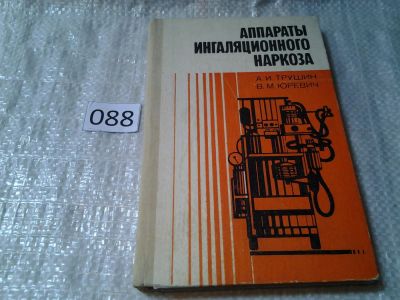 АППАРАТЫ
ИНГАЛЯЦИОННОГО
НАРКОЗА
А. И. ТРУШИН
В. М. ЮРЕВИЧ
088